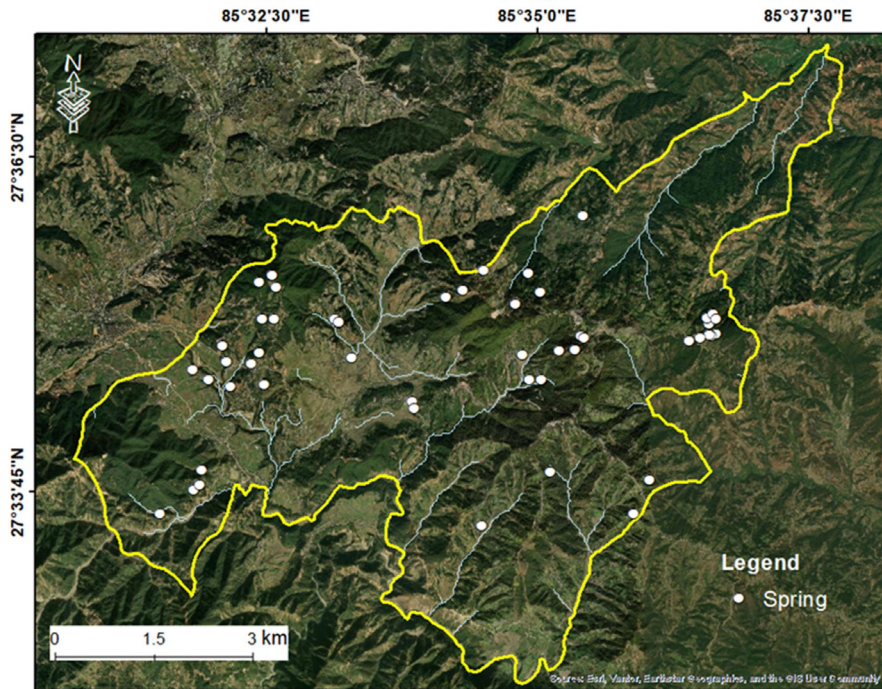 85°32'30"E 85°35'0"E 85°37'30"E
N
27°36'30"N
27°33'45"N
Legend
Spring
0 1.5 3 km
Source: Esri, Vantor, Earthstar Geographics, and the GIS User Community